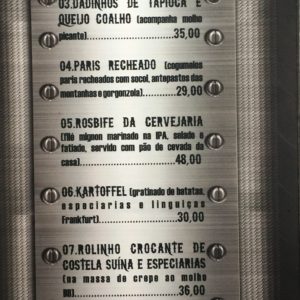 03.DADINHOS DE TAPIOCA E
QUEIJO COALHO (acompanha molho
picante).........................35,00
04.PARIS RECHEADO (cogumelos
paris recheados com socol, antepastos das
montanhas e gorgonzola)...............29,00
05.ROSBIFE DA CERVEJARIA
(filé mignon marinado na IPA, selado e
fatiado, servido com pão de cevada da
casa)...............................48,00
06.KARTOFFEL (gratinado de batatas,
especiarias e linguiças
Frankfurt).....................30,00
07.ROLINHO CROCANTE DE
COSTELA SUÍNA E ESPECIARIAS
(na massa de crepe ao molho
...........................36,00